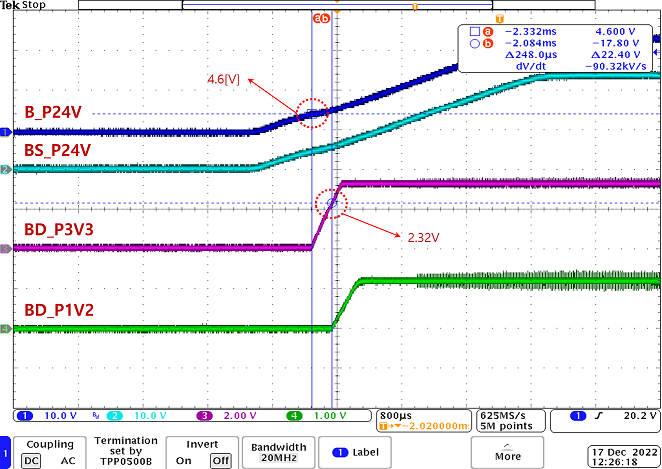 Tek Stop
a b
T
T
a −2.332ms 4.600 V
b −2.084ms −17.80 V
Δ248.0µs Δ22.40 V
dV/dt −90.32kV/s
4.6[V]
B_P24V
1
BS_P24V
2
BD_P3V3
3
2.32V
BD_P1V2
4
1 10.0 V 2 10.0 V 3 2.00 V 4 1.00 V
800µs
T→▼−2.020000ms
625MS/s
5M points
1 20.2 V
1
Coupling
DC AC
Termination
set by
TPP0500B
Invert
On Off
Bandwidth
20MHz
1 Label
More
17 Dec 2022
12:26:18